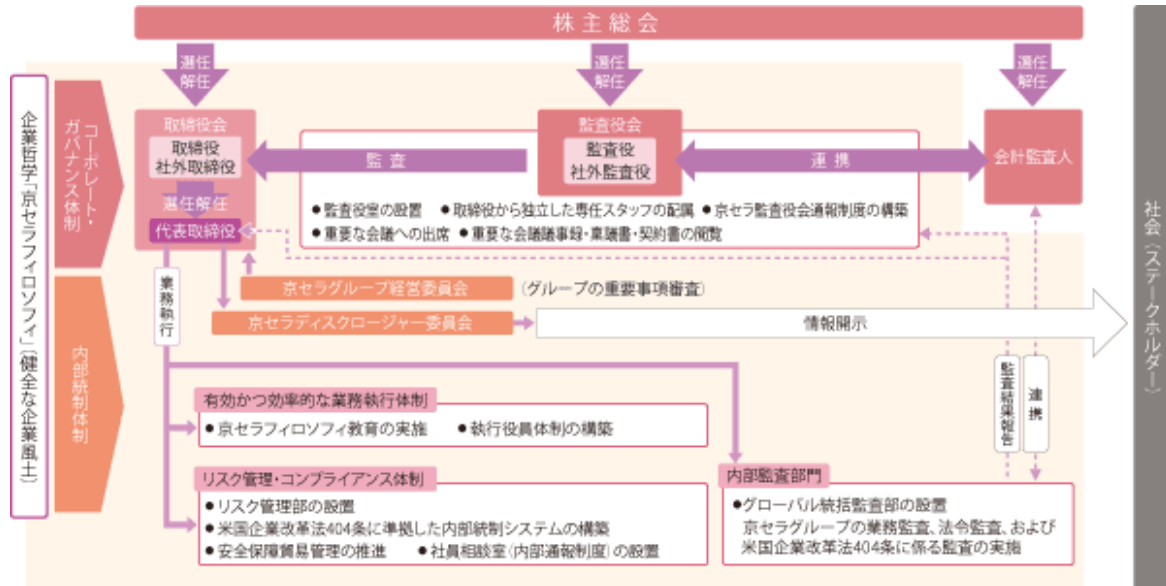 株主総会
選任
解任
選任
解任
選任
解任
企業哲学「京セラフィロソフィ」(健全な企業風土)
コーポレート・
ガバナンス体制
取締役会
取締役
社外取締役
選任解任
代表取締役
監査
監査役会
監査役
社外監査役
連携
会計監査人
●監査役室の設置 ●取締役から独立した専任スタッフの配属 ●京セラ監査役会通報制度の構築
●重要な会議への出席 ●重要な会議議事録・稟議書・契約書の閲覧
社会(ステークホルダー)
内部統制体制
業務執行
京セラグループ経営委員会
(グループの重要事項審査)
京セラディスクロージャー委員会
情報開示
監査結果報告
連携
有効かつ効率的な業務執行体制
●京セラフィロソフィ教育の実施 ●執行役員体制の構築
リスク管理・コンプライアンス体制
●リスク管理部の設置
●米国企業改革法404条に準拠した内部統制システムの構築
●安全保障貿易管理の推進 ●社員相談室(内部通報制度)の設置
内部監査部門
●グローバル統括監査部の設置
京セラグループの業務監査、法令監査、および
米国企業改革法404条に係る監査の実施